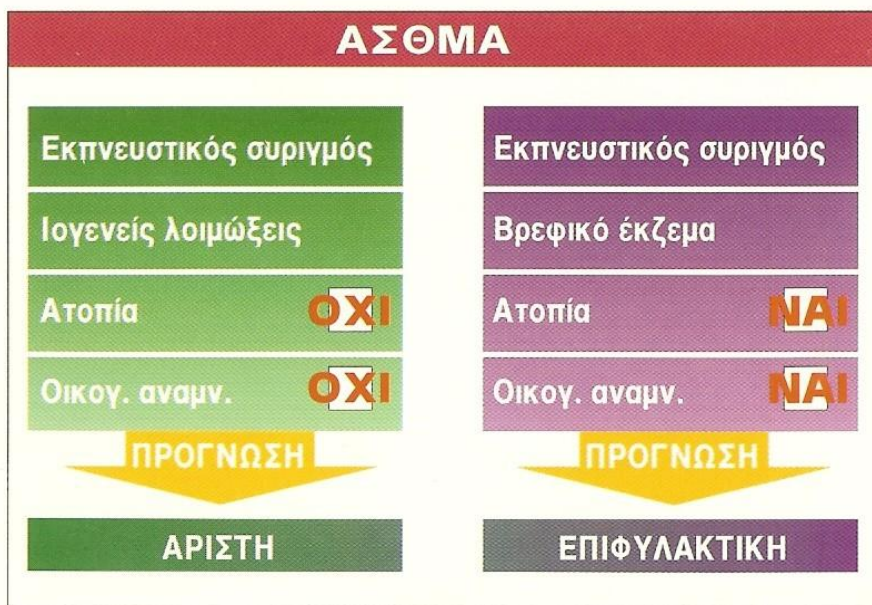 ΑΣΘΜΑ
Εκπνευστικός συριγμός
Ιογενείς λοιμώξεις
Ατοπία ΟΧΙ
Οικογ. αναμν. ΟΧΙ
ΠΡΟΓΝΩΣΗ
ΑΡΙΣΤΗ
Εκπνευστικός συριγμός
Βρεφικό έκζεμα
Ατοπία ΝΑΙ
Οικογ. αναμν. ΝΑΙ
ΠΡΟΓΝΩΣΗ
ΕΠΙΦΥΛΑΚΤΙΚΗ